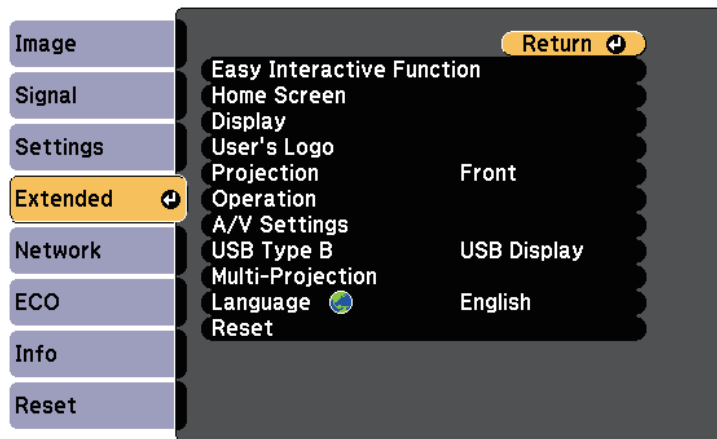 Image
Signal
Settings
Extended
Network
ECO
Info
Reset
Return
Easy Interactive Function
Home Screen
Display
User's Logo
Projection Front
Operation
A/V Settings
USB Type B USB Display
Multi-Projection
Language English
Reset